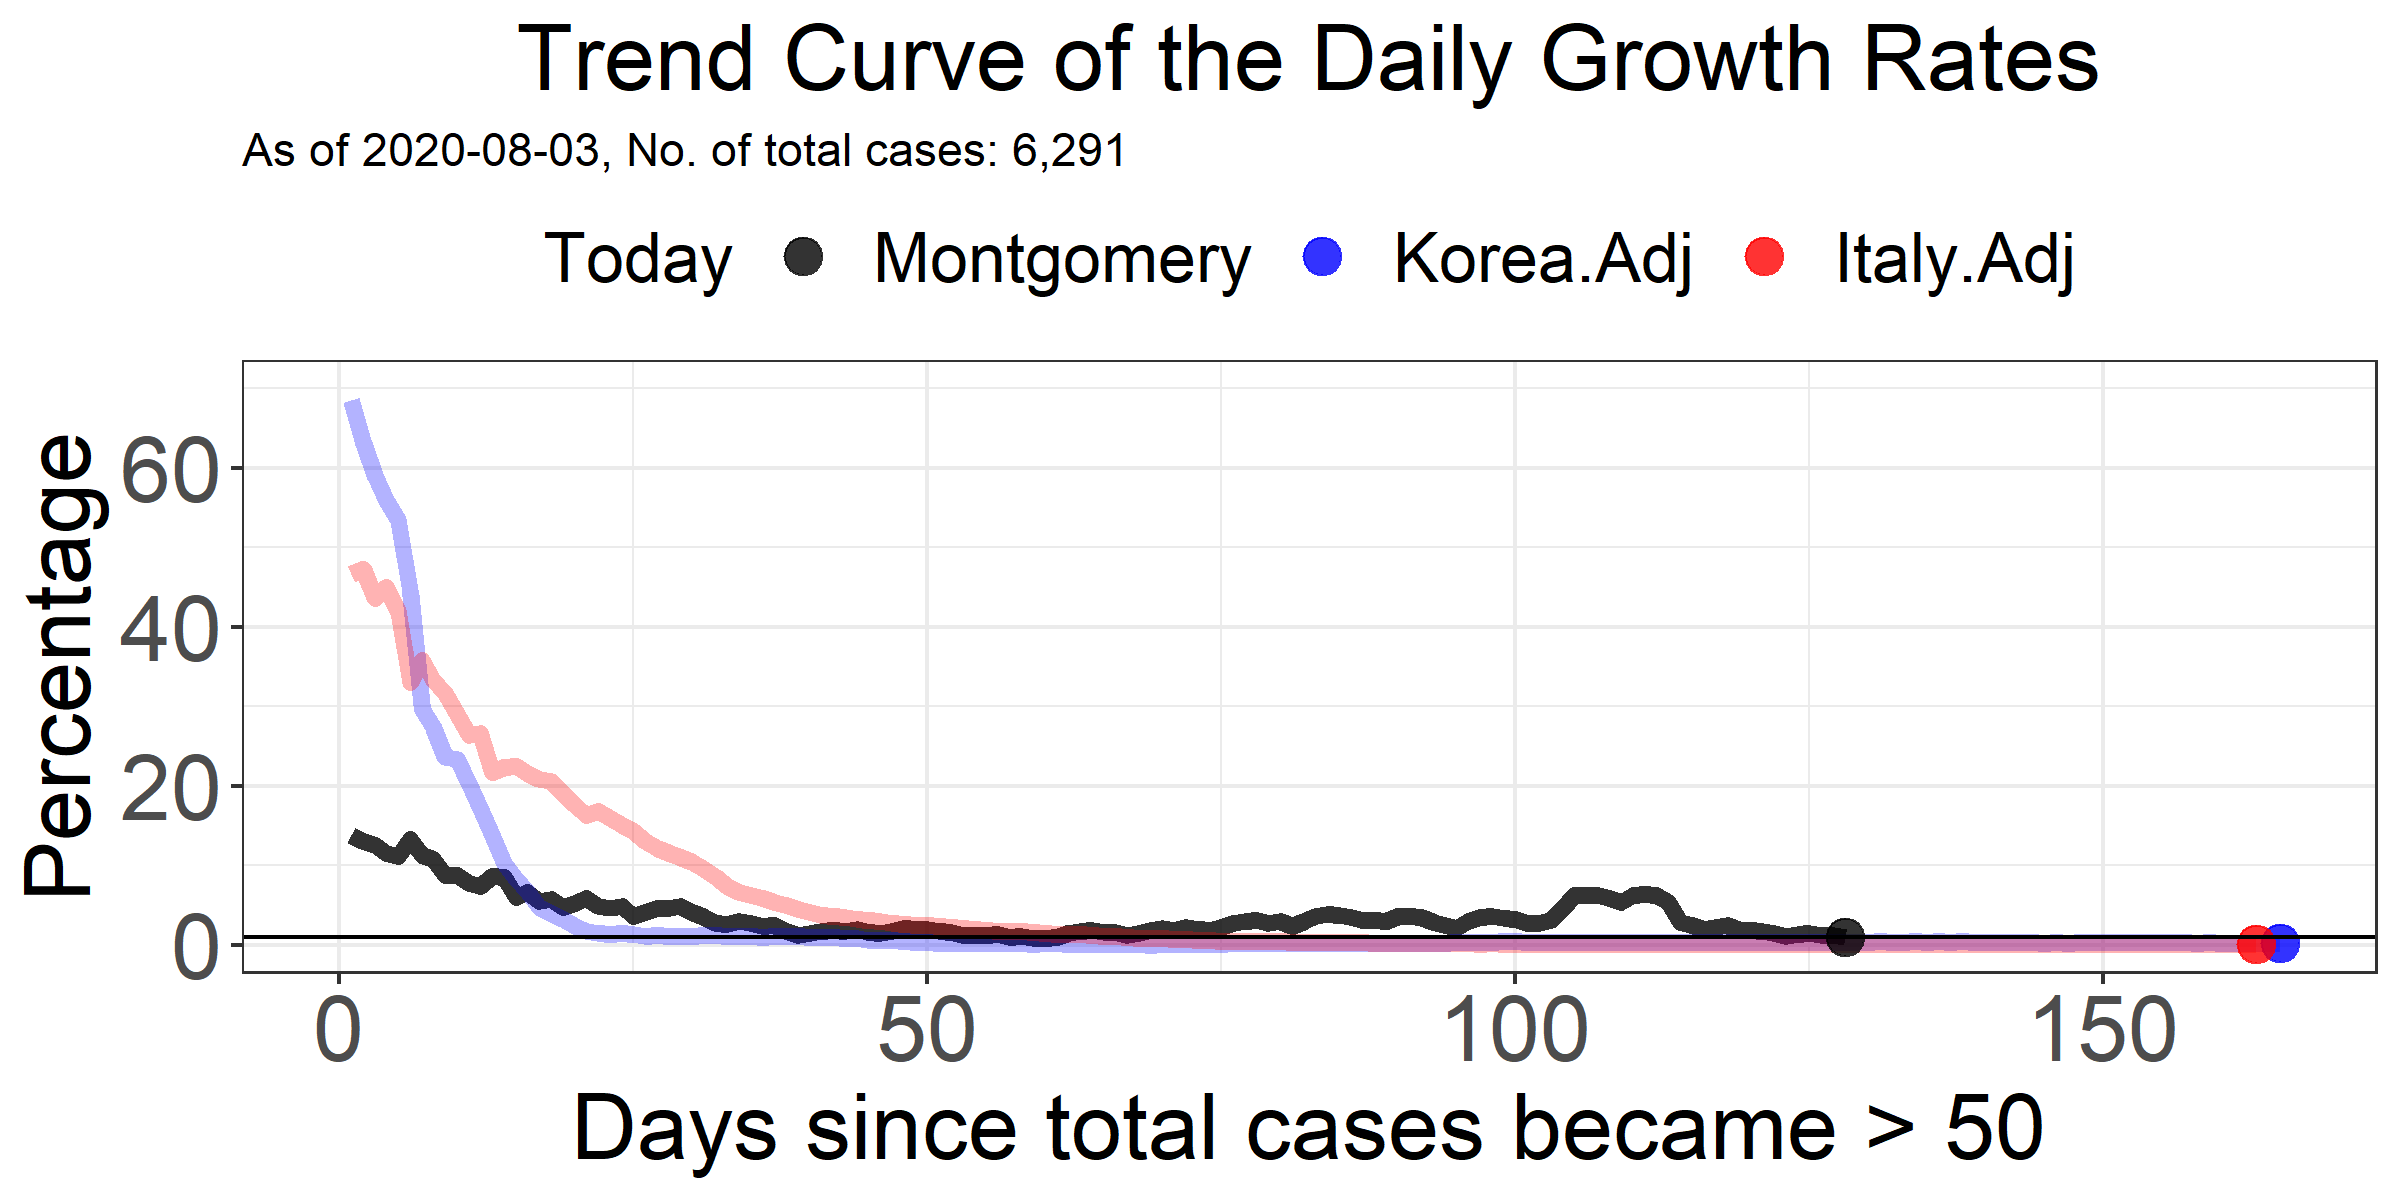 Trend Curve of the Daily Growth Rates
As of 2020-08-03, No. of total cases: 6,291
Today Montgomery Korea.Adj Italy.Adj
Percentage
60
40
20
0
0 50 100 150
Days since total cases became > 50